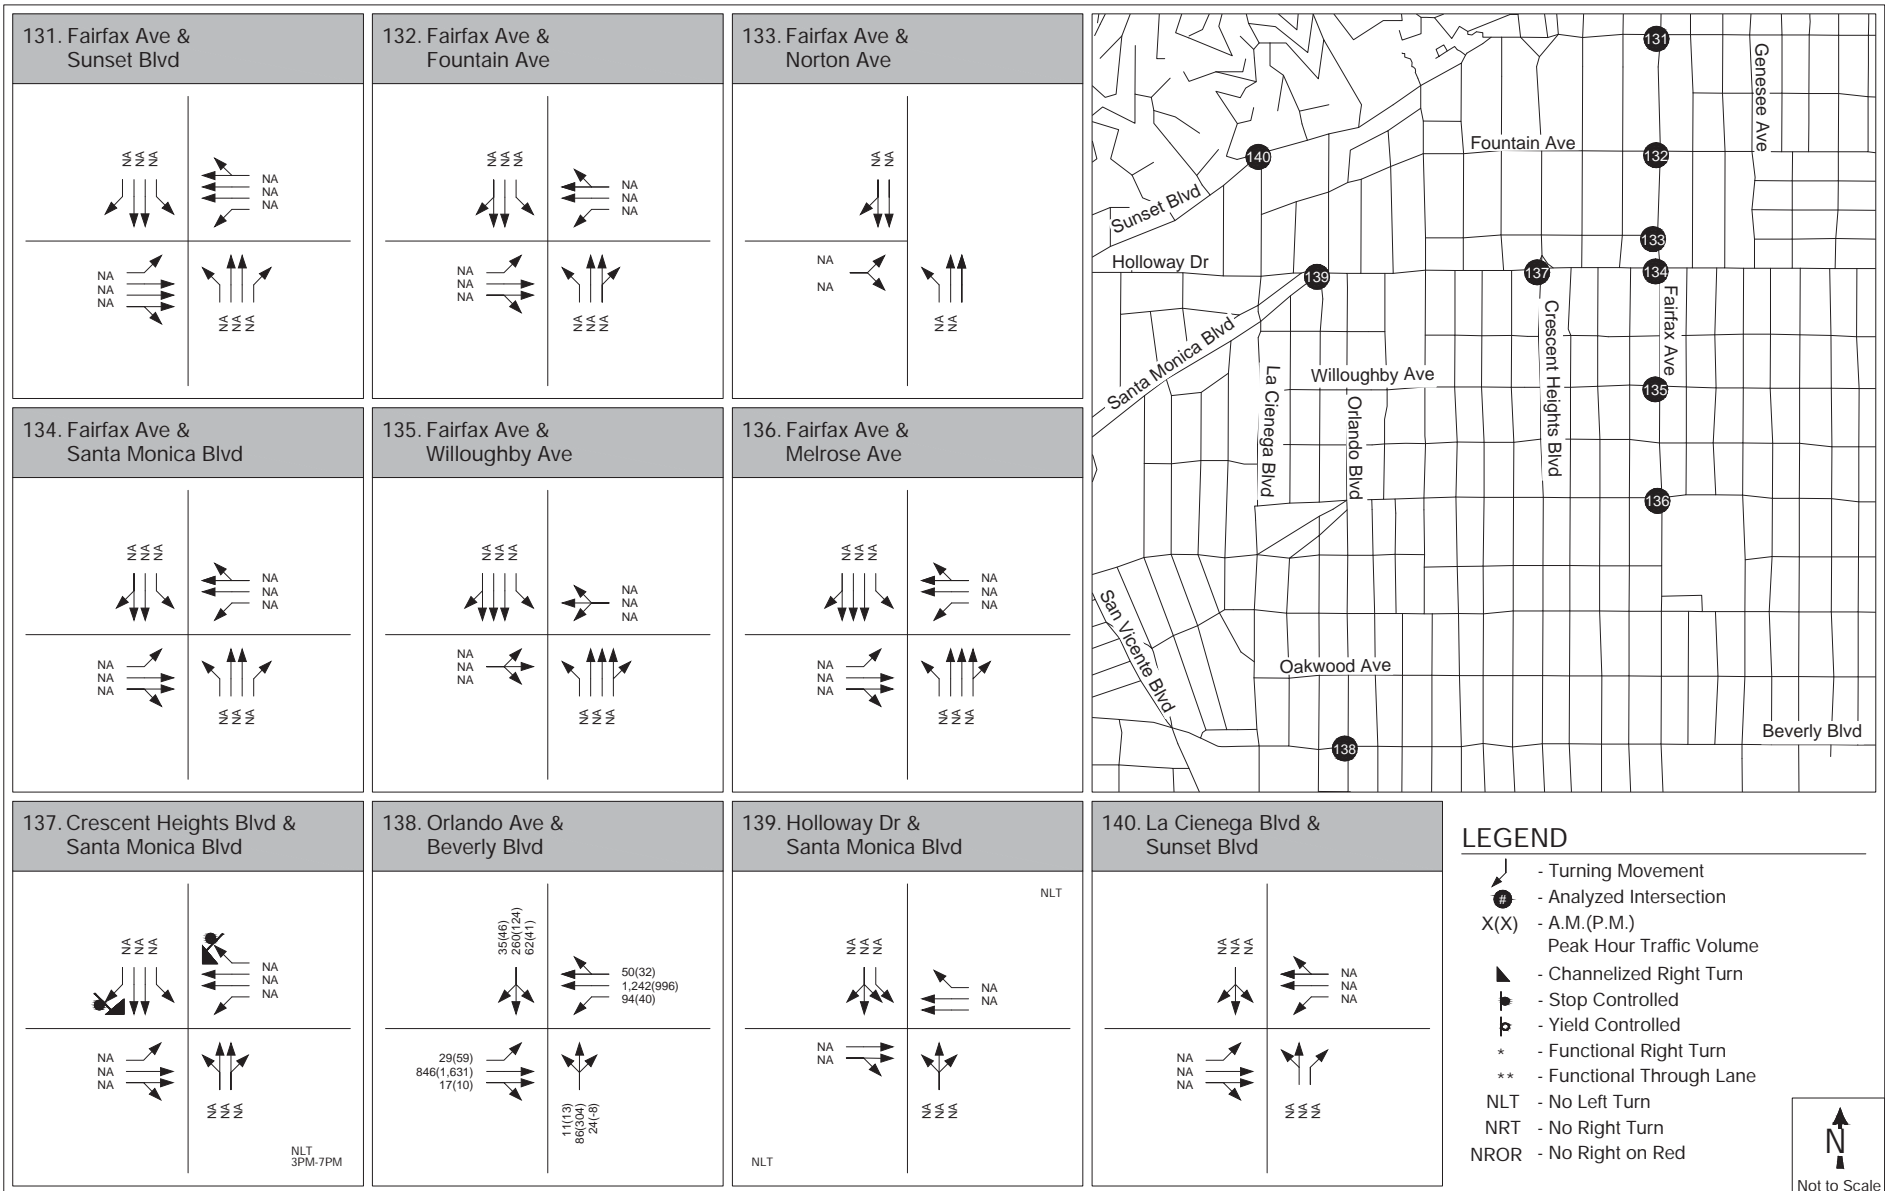 131. Fairfax Ave &
Sunset Blvd
NA NA NA
NA
NA
NA
NA
NA
NA
NA NA NA
132. Fairfax Ave &
Fountain Ave
NA NA NA
NA
NA
NA
NA
NA
NA
NA NA NA
133. Fairfax Ave &
Norton Ave
NA NA
NA
NA
NA NA
134. Fairfax Ave &
Santa Monica Blvd
NA NA NA
NA
NA
NA
NA
NA
NA
NA NA NA
135. Fairfax Ave &
Willoughby Ave
NA NA NA
NA
NA
NA
NA
NA
NA
NA NA NA
136. Fairfax Ave &
Melrose Ave
NA NA NA
NA
NA
NA
NA
NA
NA
NA NA NA
137. Crescent Heights Blvd &
Santa Monica Blvd
NA NA NA
NA
NA
NA
NA
NA
NA
NA NA NA
NLT
3PM-7PM
138. Orlando Ave &
Beverly Blvd
35(46)
260(124)
62(41)
50(32)
1,242(996)
94(40)
29(59)
846(1,631)
17(10)
11(13)
86(304)
24(-8)
139. Holloway Dr &
Santa Monica Blvd
NLT
NA NA NA
NA
NA
NA
NA
NA NA NA
NLT
140. La Cienega Blvd &
Sunset Blvd
NA NA NA
NA
NA
NA
NA
NA
NA
NA NA NA
131
Genesee Ave
Fountain Ave
132
140
Sunset Blvd
133
Holloway Dr
139
137
134
Santa Monica Blvd
Crescent Heights Blvd
Fairfax Ave
La Cienega Blvd
Willoughby Ave
135
Orlando Blvd
136
San Vicente Blvd
Oakwood Ave
Beverly Blvd
138
LEGEND
- Turning Movement
# - Analyzed Intersection
X(X) - A.M.(P.M.)
Peak Hour Traffic Volume
- Channelized Right Turn
- Stop Controlled
- Yield Controlled
* - Functional Right Turn
** - Functional Through Lane
NLT - No Left Turn
NRT - No Right Turn
NROR - No Right on Red
N
Not to Scale